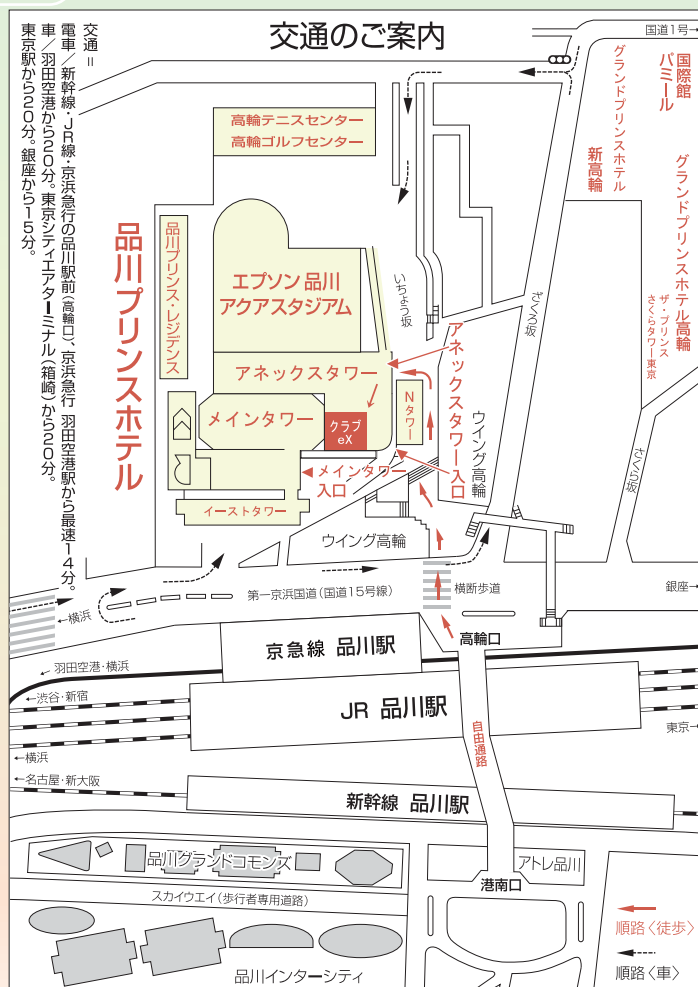 交通のご案内
交通＝
電車／新幹線・JR線・京浜急行の品川駅前(高輪口)、京浜急行 羽田空港駅から最速14分。
車／羽田空港から20分。東京シティエアターミナル(箱崎)から20分。
東京駅から20分。銀座から15分。
国道1号→
国際館
パミール
グランドプリンスホテル
新高輪
グランドプリンスホテル高輪
ザ・プリンス
さくらタワー東京
高輪テニスセンター
高輪ゴルフセンター
品川プリンスホテル
品川プリンス・レジデンス
エプソン 品川
アクアスタジアム
いちょう坂
ざくろ坂
さくら坂
アネックスタワー
アネックスタワー入口
メインタワー
クラブ
eX
Nタワー
ウイング高輪
メインタワー
入口
イーストタワー
ウイング高輪
第一京浜国道(国道15号線)
横断歩道
銀座→
←横浜
高輪口
京急線 品川駅
←羽田空港・横浜
←渋谷・新宿
JR 品川駅
自由通路
東京→
←横浜
←名古屋・新大阪
新幹線 品川駅
品川グランドコモンズ
アトレ品川
港南口
スカイウエイ(歩行者専用道路)
品川インターシティ
順路〈徒歩〉
順路〈車〉